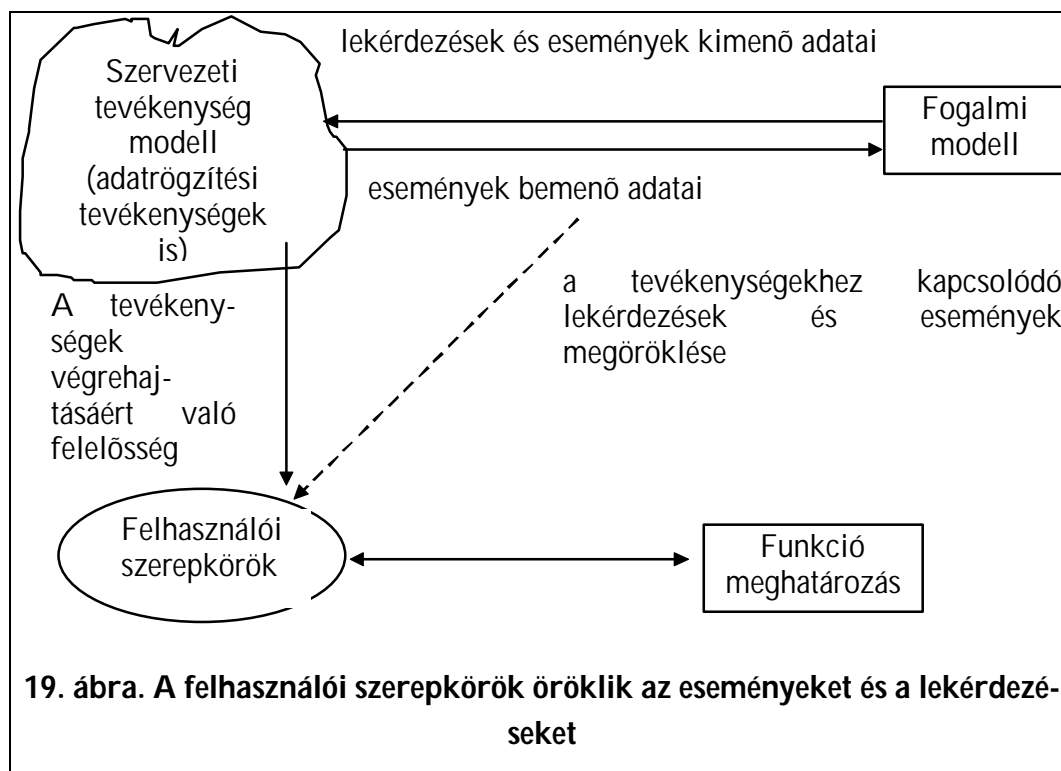 lekérdezések és események kimenõ adatai
Szervezeti
tevékenység
modell
(adatrögzítési
tevékenységek
is)
Fogalmi
modell
események bemenõ adatai
a tevékenységekhez kapcsolódó
lekérdezések és események
megöröklése
A tevékeny-
ségek
végrehaj-
tásáért való
felelõsség
Felhasználói
szerepkörök
Funkció
meghatározás
19. ábra. A felhasználói szerepkörök öröklik az eseményeket és a lekérdezé-
seket